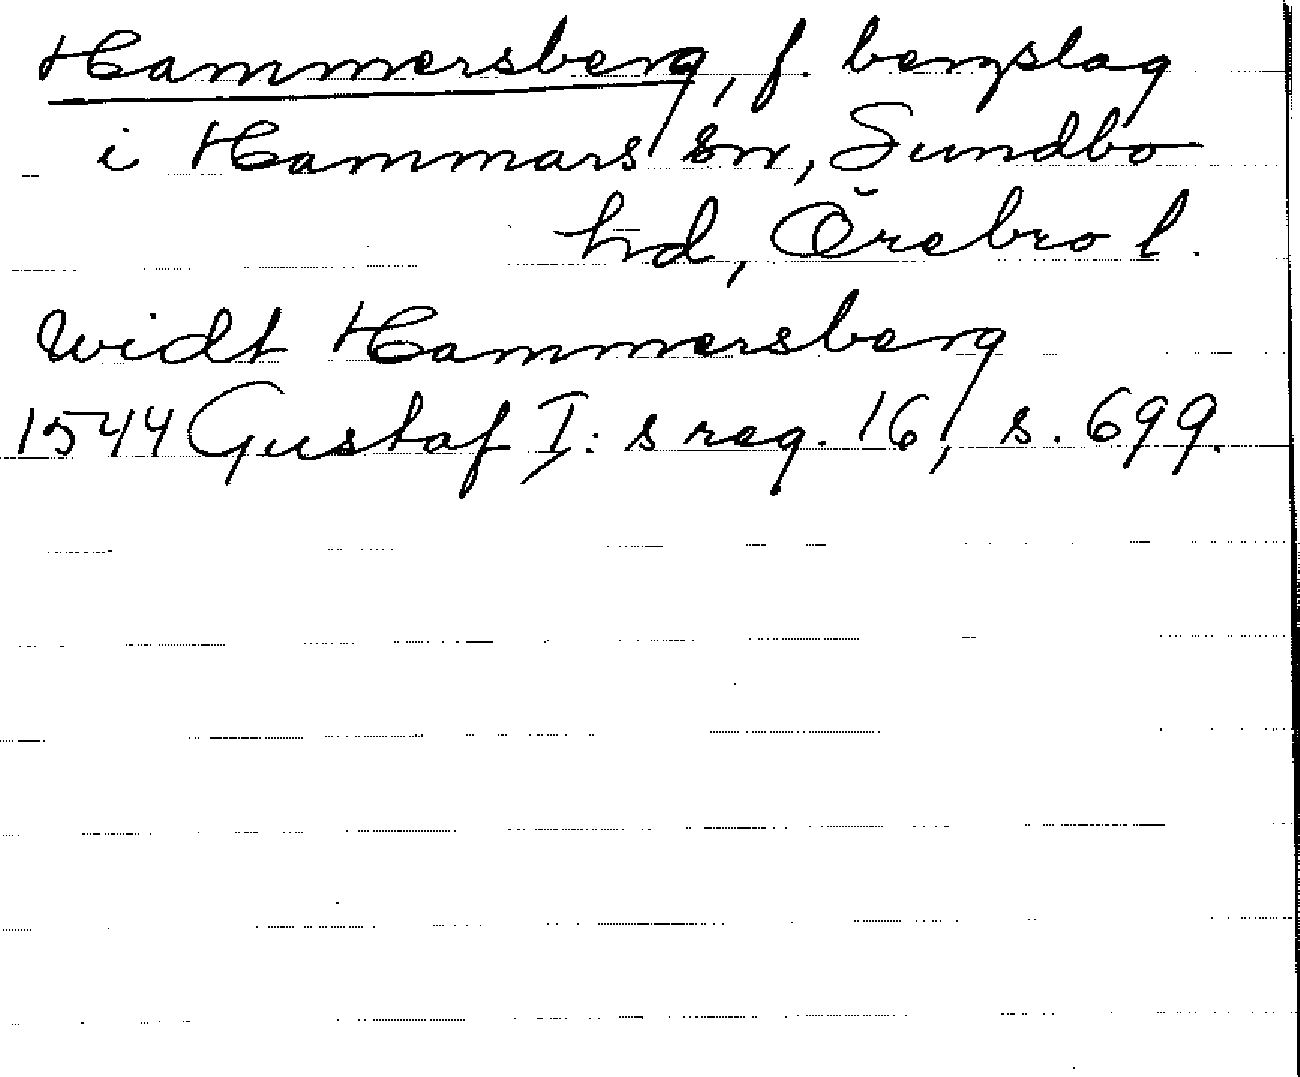 Hammersberg, f. bergslag
i Hammars sn, Sundbo
hd, Örebro l.
Widt Hammersberg
1544 Gustaf I:s reg. 16, s. 699.